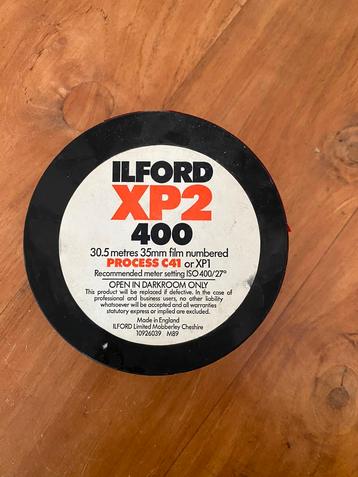 ILFORD
XP2
400
30.5 metres 35mm film numbered
PROCESS C41 or XP1
Recommended meter setting ISO 400/27°
OPEN IN DARKROOM ONLY
This product will be replaced if defective. In the case of
professional and business users, no other liability
whatsoever will be accepted and all warranties
statutory express or implied are excluded.
Made in England
ILFORD Limited Mobberley Cheshire
10926039 M89